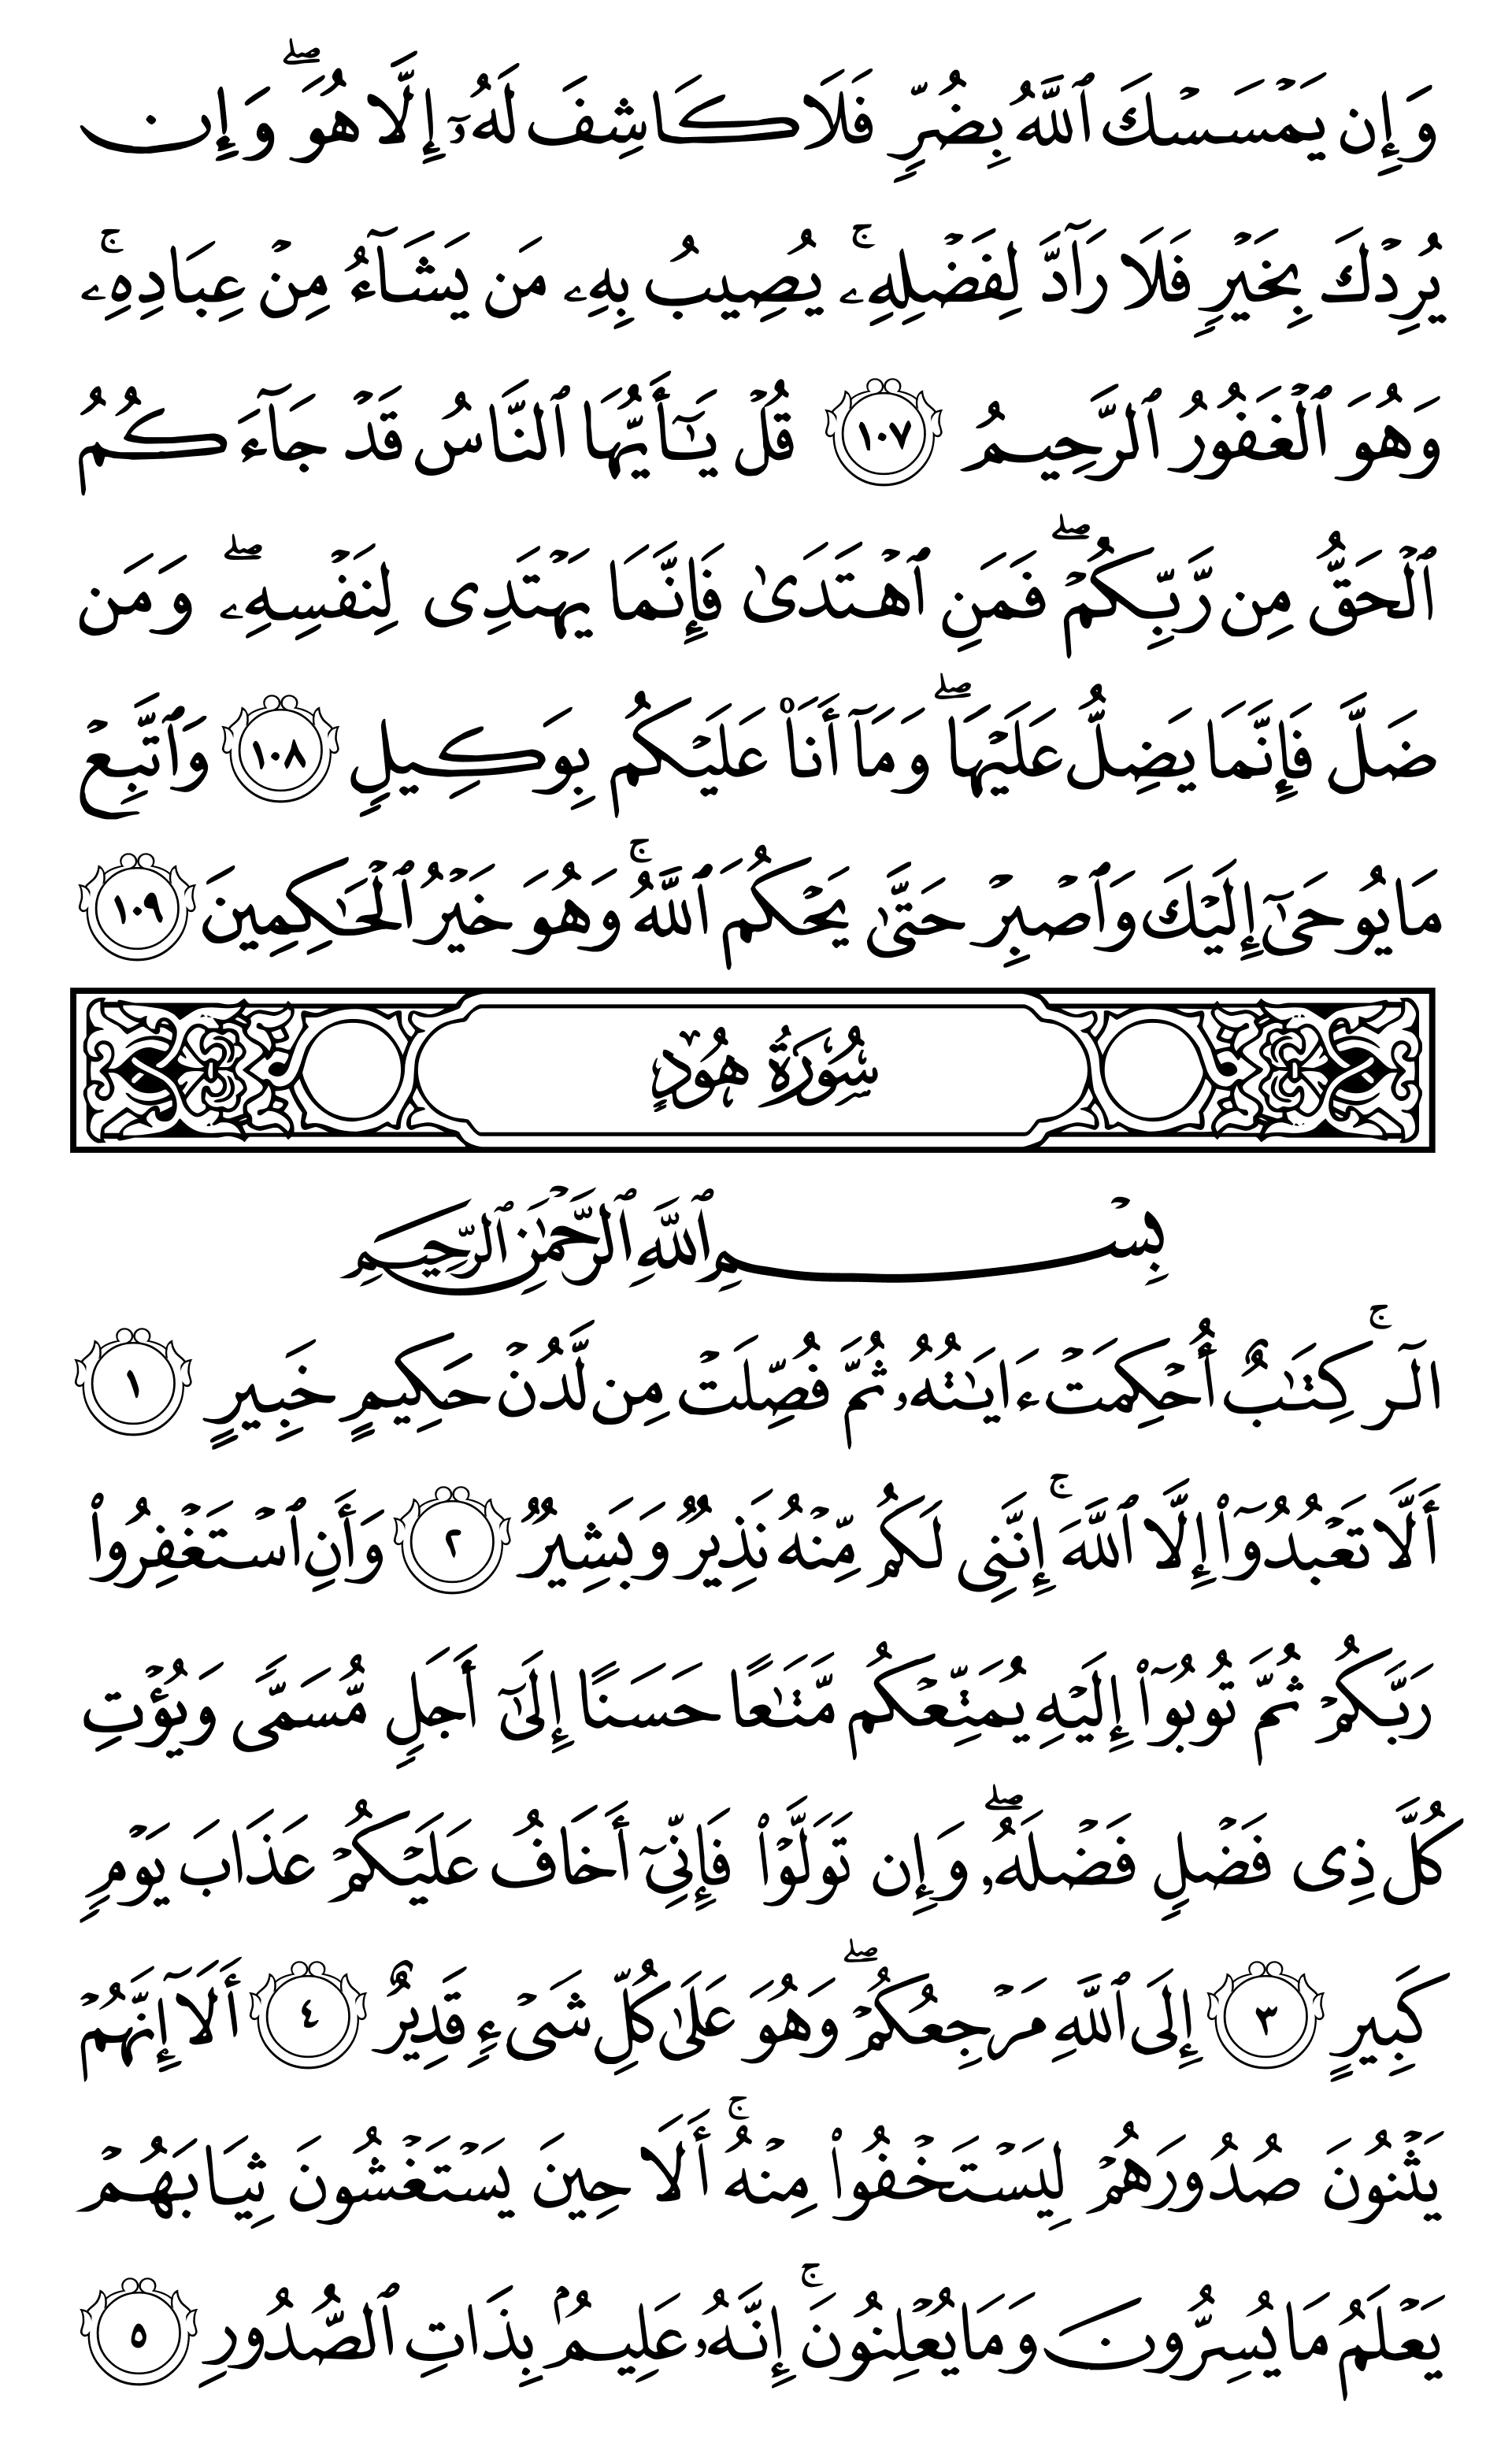 وَإِن يَمۡسَسۡكَ ٱللَّهُ بِضُرّٖ فَلَا كَاشِفَ لَهُۥٓ إِلَّا هُوَۖ وَإِن
يُرِدۡكَ بِخَيۡرٖ فَلَا رَآدَّ لِفَضۡلِهِۦۚ يُصِيبُ بِهِۦ مَن يَشَآءُ مِنۡ عِبَادِهِۦۚ
وَهُوَ ٱلۡغَفُورُ ٱلرَّحِيمُ ١٠٧ قُلۡ يَٰٓأَيُّهَا ٱلنَّاسُ قَدۡ جَآءَكُمُ
ٱلۡحَقُّ مِن رَّبِّكُمۡۖ فَمَنِ ٱهۡتَدَىٰ فَإِنَّمَا يَهۡتَدِي لِنَفۡسِهِۦۖ وَمَن
ضَلَّ فَإِنَّمَا يَضِلُّ عَلَيۡهَاۖ وَمَآ أَنَا۠ عَلَيۡكُم بِوَكِيلٖ ١٠٨ وَٱتَّبِعۡ
مَا يُوحَىٰٓ إِلَيۡكَ وَٱصۡبِرۡ حَتَّىٰ يَحۡكُمَ ٱللَّهُۚ وَهُوَ خَيۡرُ ٱلۡحَٰكِمِينَ ١٠٩
سُورَةُ هُودٍ
بِسۡمِ ٱللَّهِ ٱلرَّحۡمَٰنِ ٱلرَّحِيمِ
الٓرۚ كِتَٰبٌ أُحۡكِمَتۡ ءَايَٰتُهُۥ ثُمَّ فُصِّلَتۡ مِن لَّدُنۡ حَكِيمٍ خَبِيرٍ ١
أَلَّا تَعۡبُدُوٓاْ إِلَّا ٱللَّهَۚ إِنَّنِي لَكُم مِّنۡهُ نَذِيرٞ وَبَشِيرٞ ٢ وَأَنِ ٱسۡتَغۡفِرُواْ
رَبَّكُمۡ ثُمَّ تُوبُوٓاْ إِلَيۡهِ يُمَتِّعۡكُم مَّتَٰعًا حَسَنًا إِلَىٰٓ أَجَلٖ مُّسَمّٗى وَيُؤۡتِ
كُلَّ ذِي فَضۡلٖ فَضۡلَهُۥۖ وَإِن تَوَلَّوۡاْ فَإِنِّيٓ أَخَافُ عَلَيۡكُمۡ عَذَابَ يَوۡمٖ
كَبِيرٍ ٣ إِلَى ٱللَّهِ مَرۡجِعُكُمۡۖ وَهُوَ عَلَىٰ كُلِّ شَيۡءٖ قَدِيرٌ ٤ أَلَآ إِنَّهُمۡ
يَثۡنُونَ صُدُورَهُمۡ لِيَسۡتَخۡفُواْ مِنۡهُۚ أَلَا حِينَ يَسۡتَغۡشُونَ ثِيَابَهُمۡ
يَعۡلَمُ مَا يُسِرُّونَ وَمَا يُعۡلِنُونَۚ إِنَّهُۥ عَلِيمُۢ بِذَاتِ ٱلصُّدُورِ ٥